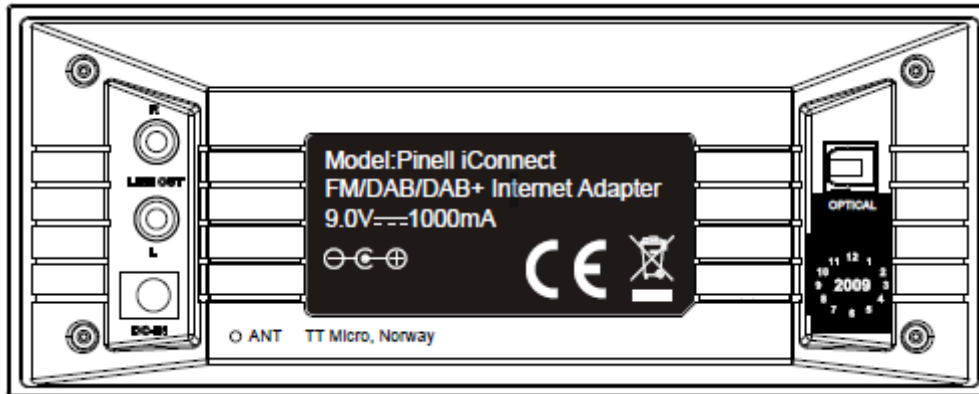 R
LINE OUT
L
DC-IN
Model:Pinell iConnect
FM/DAB/DAB+ Internet Adapter
9.0V⎓1000mA
CE
ANT TT Micro, Norway
OPTICAL
11 12 1
10 2
9 2009 3
8 4
7 6 5